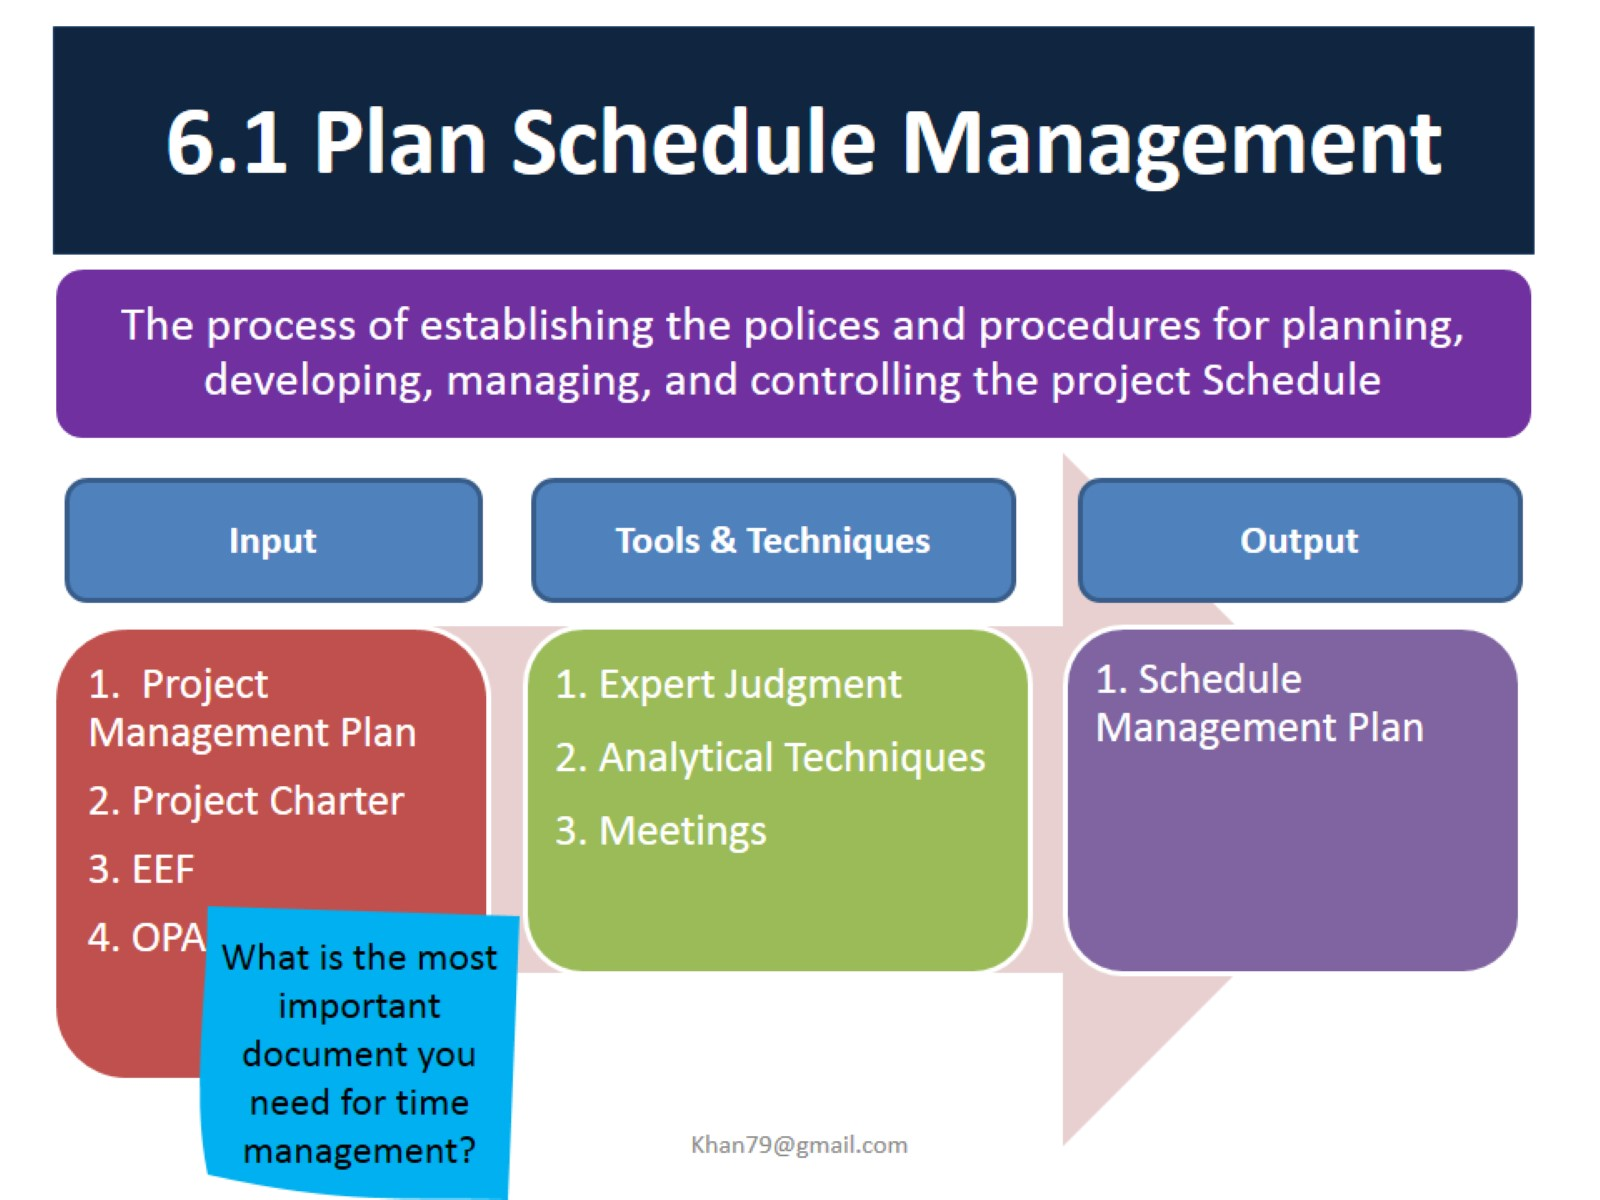 6.1 Plan Schedule Management
The process of establishing the polices and procedures for planning,
developing, managing, and controlling the project Schedule
Input
Tools & Techniques
Output
1. Project
Management Plan
2. Project Charter
3. EEF
4. OPA
What is the most
important
document you
need for time
management?
1. Expert Judgment
2. Analytical Techniques
3. Meetings
1. Schedule
Management Plan
Khan79@gmail.com